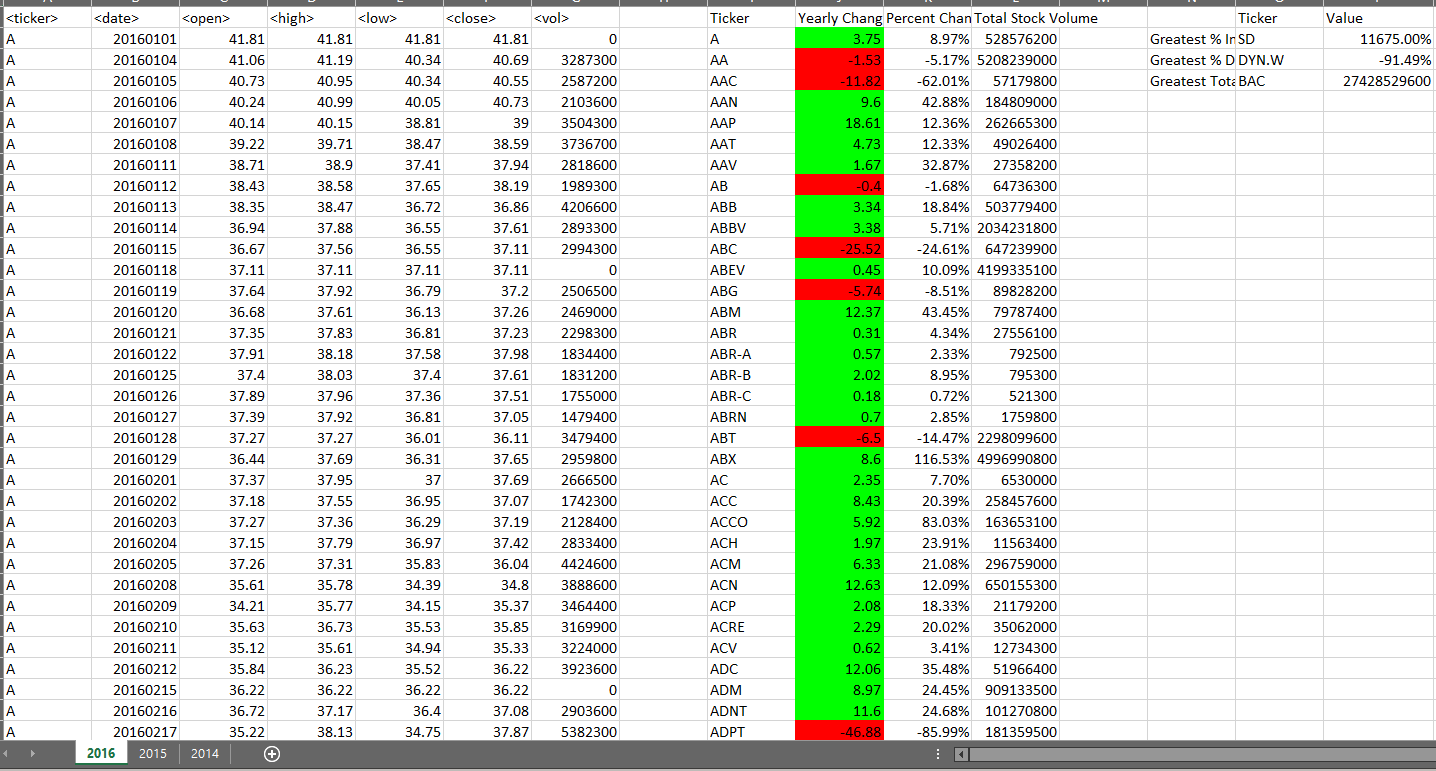 <ticker> <date> <open> <high> <low> <close> <vol> Ticker Yearly Chang Percent Chan Total Stock Volume Ticker Value
A 20160101 41.81 41.81 41.81 41.81 0 A 3.75 8.97% 528576200 Greatest % In SD 11675.00%
A 20160104 41.06 41.19 40.34 40.69 3287300 AA -1.53 -5.17% 5208239000 Greatest % D DYN.W -91.49%
A 20160105 40.73 40.95 40.34 40.55 2587200 AAC -11.82 -62.01% 57179800 Greatest Tota BAC 27428529600
A 20160106 40.24 40.99 40.05 40.73 2103600 AAN 9.6 42.88% 184809000
A 20160107 40.14 40.15 38.81 39 3504300 AAP 18.61 12.36% 262665300
A 20160108 39.22 39.71 38.47 38.59 3736700 AAT 4.73 12.33% 49026400
A 20160111 38.71 38.9 37.41 37.94 2818600 AAV 1.67 32.87% 27358200
A 20160112 38.43 38.58 37.65 38.19 1989300 AB -0.4 -1.68% 64736300
A 20160113 38.35 38.47 36.72 36.86 4206600 ABB 3.34 18.84% 503779400
A 20160114 36.94 37.88 36.55 37.61 2893300 ABBV 3.38 5.71% 2034231800
A 20160115 36.67 37.56 36.55 37.11 2994300 ABC -25.52 -24.61% 647239900
A 20160118 37.11 37.11 37.11 37.11 0 ABEV 0.45 10.09% 4199335100
A 20160119 37.64 37.92 36.79 37.2 2506500 ABG -5.74 -8.51% 89828200
A 20160120 36.68 37.61 36.13 37.26 2469000 ABM 12.37 43.45% 79787400
A 20160121 37.35 37.83 36.81 37.23 2298300 ABR 0.31 4.34% 27556100
A 20160122 37.91 38.18 37.58 37.98 1834400 ABR-A 0.57 2.33% 792500
A 20160125 37.4 38.03 37.4 37.61 1831200 ABR-B 2.02 8.95% 795300
A 20160126 37.89 37.96 37.36 37.51 1755000 ABR-C 0.18 0.72% 521300
A 20160127 37.39 37.92 36.81 37.05 1479400 ABRN 0.7 2.85% 1759800
A 20160128 37.27 37.27 36.01 36.11 3479400 ABT -6.5 -14.47% 2298099600
A 20160129 36.44 37.69 36.31 37.65 2959800 ABX 8.6 116.53% 4996990800
A 20160201 37.37 37.95 37 37.69 2666500 AC 2.35 7.70% 6530000
A 20160202 37.18 37.55 36.95 37.07 1742300 ACC 8.43 20.39% 258457600
A 20160203 37.27 37.36 36.29 37.19 2128400 ACCO 5.92 83.03% 163653100
A 20160204 37.15 37.79 36.97 37.42 2833400 ACH 1.97 23.91% 11563400
A 20160205 37.26 37.31 35.83 36.04 4424600 ACM 6.33 21.08% 296759000
A 20160208 35.61 35.78 34.39 34.8 3888600 ACN 12.63 12.09% 650155300
A 20160209 34.21 35.77 34.15 35.37 3464400 ACP 2.08 18.33% 21179200
A 20160210 35.63 36.73 35.53 35.85 3169900 ACRE 2.29 20.02% 35062000
A 20160211 35.12 35.61 34.94 35.33 3224000 ACV 0.62 3.41% 12734300
A 20160212 35.84 36.23 35.52 36.22 3923600 ADC 12.06 35.48% 51966400
A 20160215 36.22 36.22 36.22 36.22 0 ADM 8.97 24.45% 909133500
A 20160216 36.72 37.17 36.4 37.08 2903600 ADNT 11.6 24.68% 101270800
A 20160217 35.22 38.13 34.75 37.87 5382300 ADPT -46.88 -85.99% 181359500
2016 2015 2014